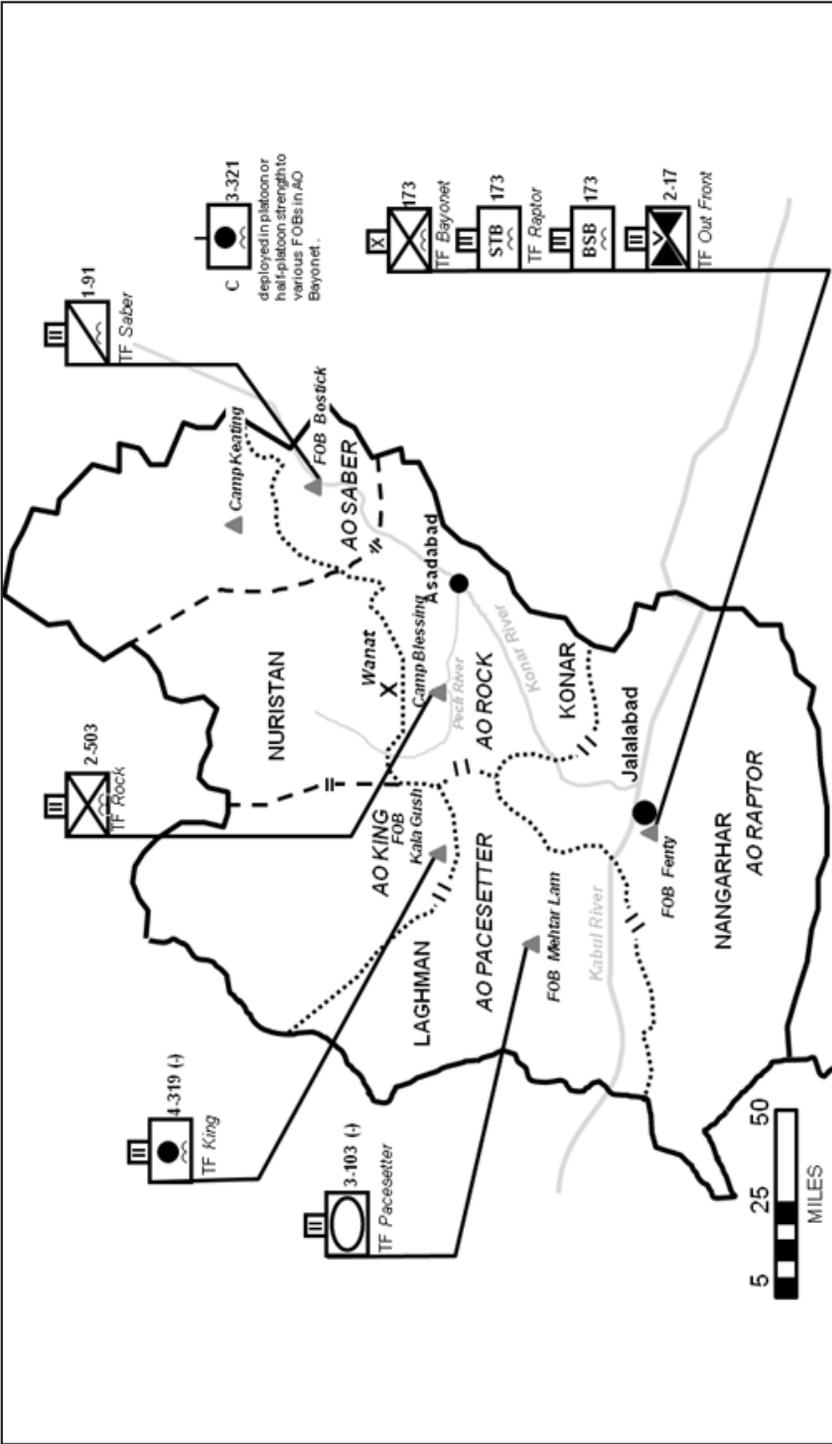 4-319 (-)
TF King
2-503
TF Rock
1-91
TF Saber
C
3-321
deployed in platoon or
half-platoon strength to
various FOBs in AO
Bayonet.
3-103 (-)
TF Pacesetter
X
173
TF Bayonet
STB
173
TF Raptor
BSB
173
2-17
TF Out Front
Camp Keating
NURISTAN
FOB Bostick
AO SABER
Wanat
X
AO KING
FOB
Kala Gush
Camp Blessing
Asadabad
Pech River
LAGHMAN
AO PACESETTER
AO ROCK
Konar River
KONAR
FOB Mehtar Lam
Kabul River
Jalalabad
FOB Fenty
NANGARHAR
AO RAPTOR
5 25 50
MILES